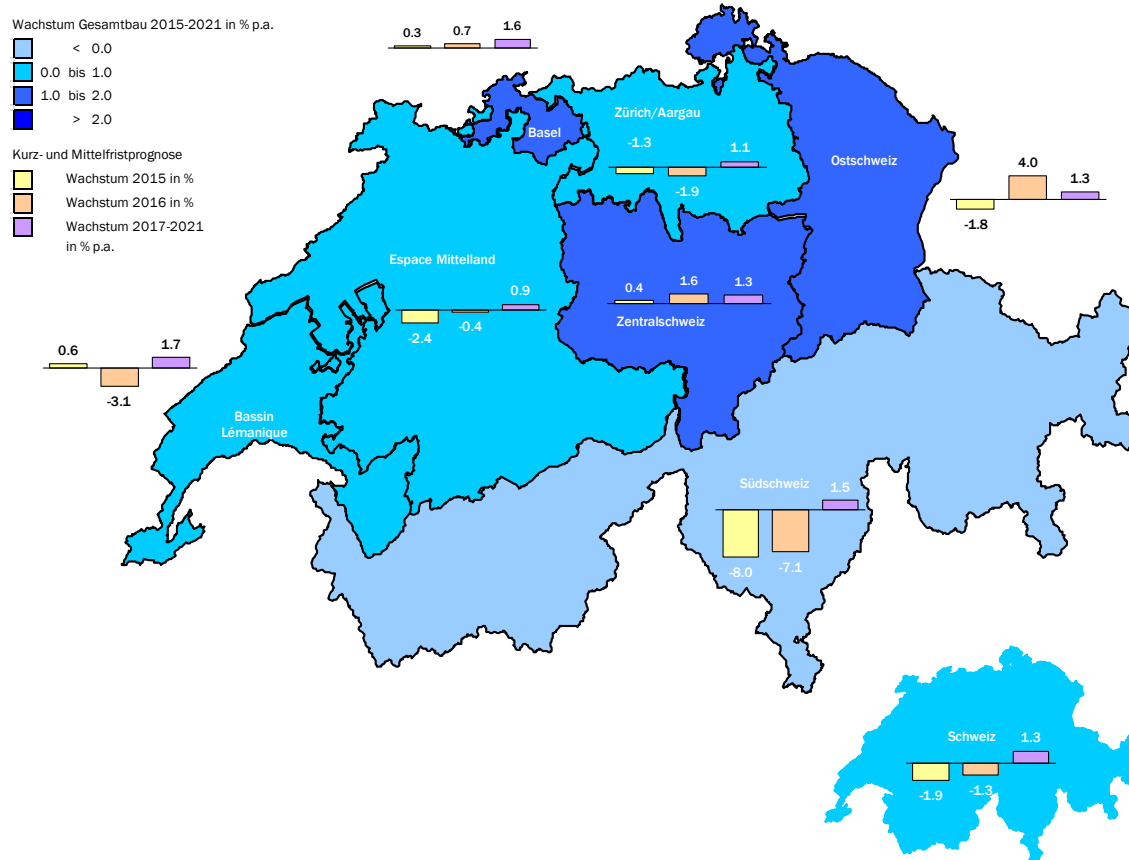 Wachstum Gesamtbau 2015-2021 in % p.a.
< 0.0
0.0 bis 1.0
1.0 bis 2.0
> 2.0
Kurz- und Mittelfristprognose
Wachstum 2015 in %
Wachstum 2016 in %
Wachstum 2017-2021
in % p.a.
0.3 0.7 1.6
Basel
Zürich/Aargau
-1.3 -1.9 1.1
Ostschweiz
-1.8 4.0 1.3
Espace Mittelland
-2.4 -0.4 0.9
0.4 1.6 1.3
Zentralschweiz
0.6 -3.1 1.7
Bassin
Lémanique
Südschweiz
-8.0 -7.1 1.5
Schweiz
-1.9 -1.3 1.3